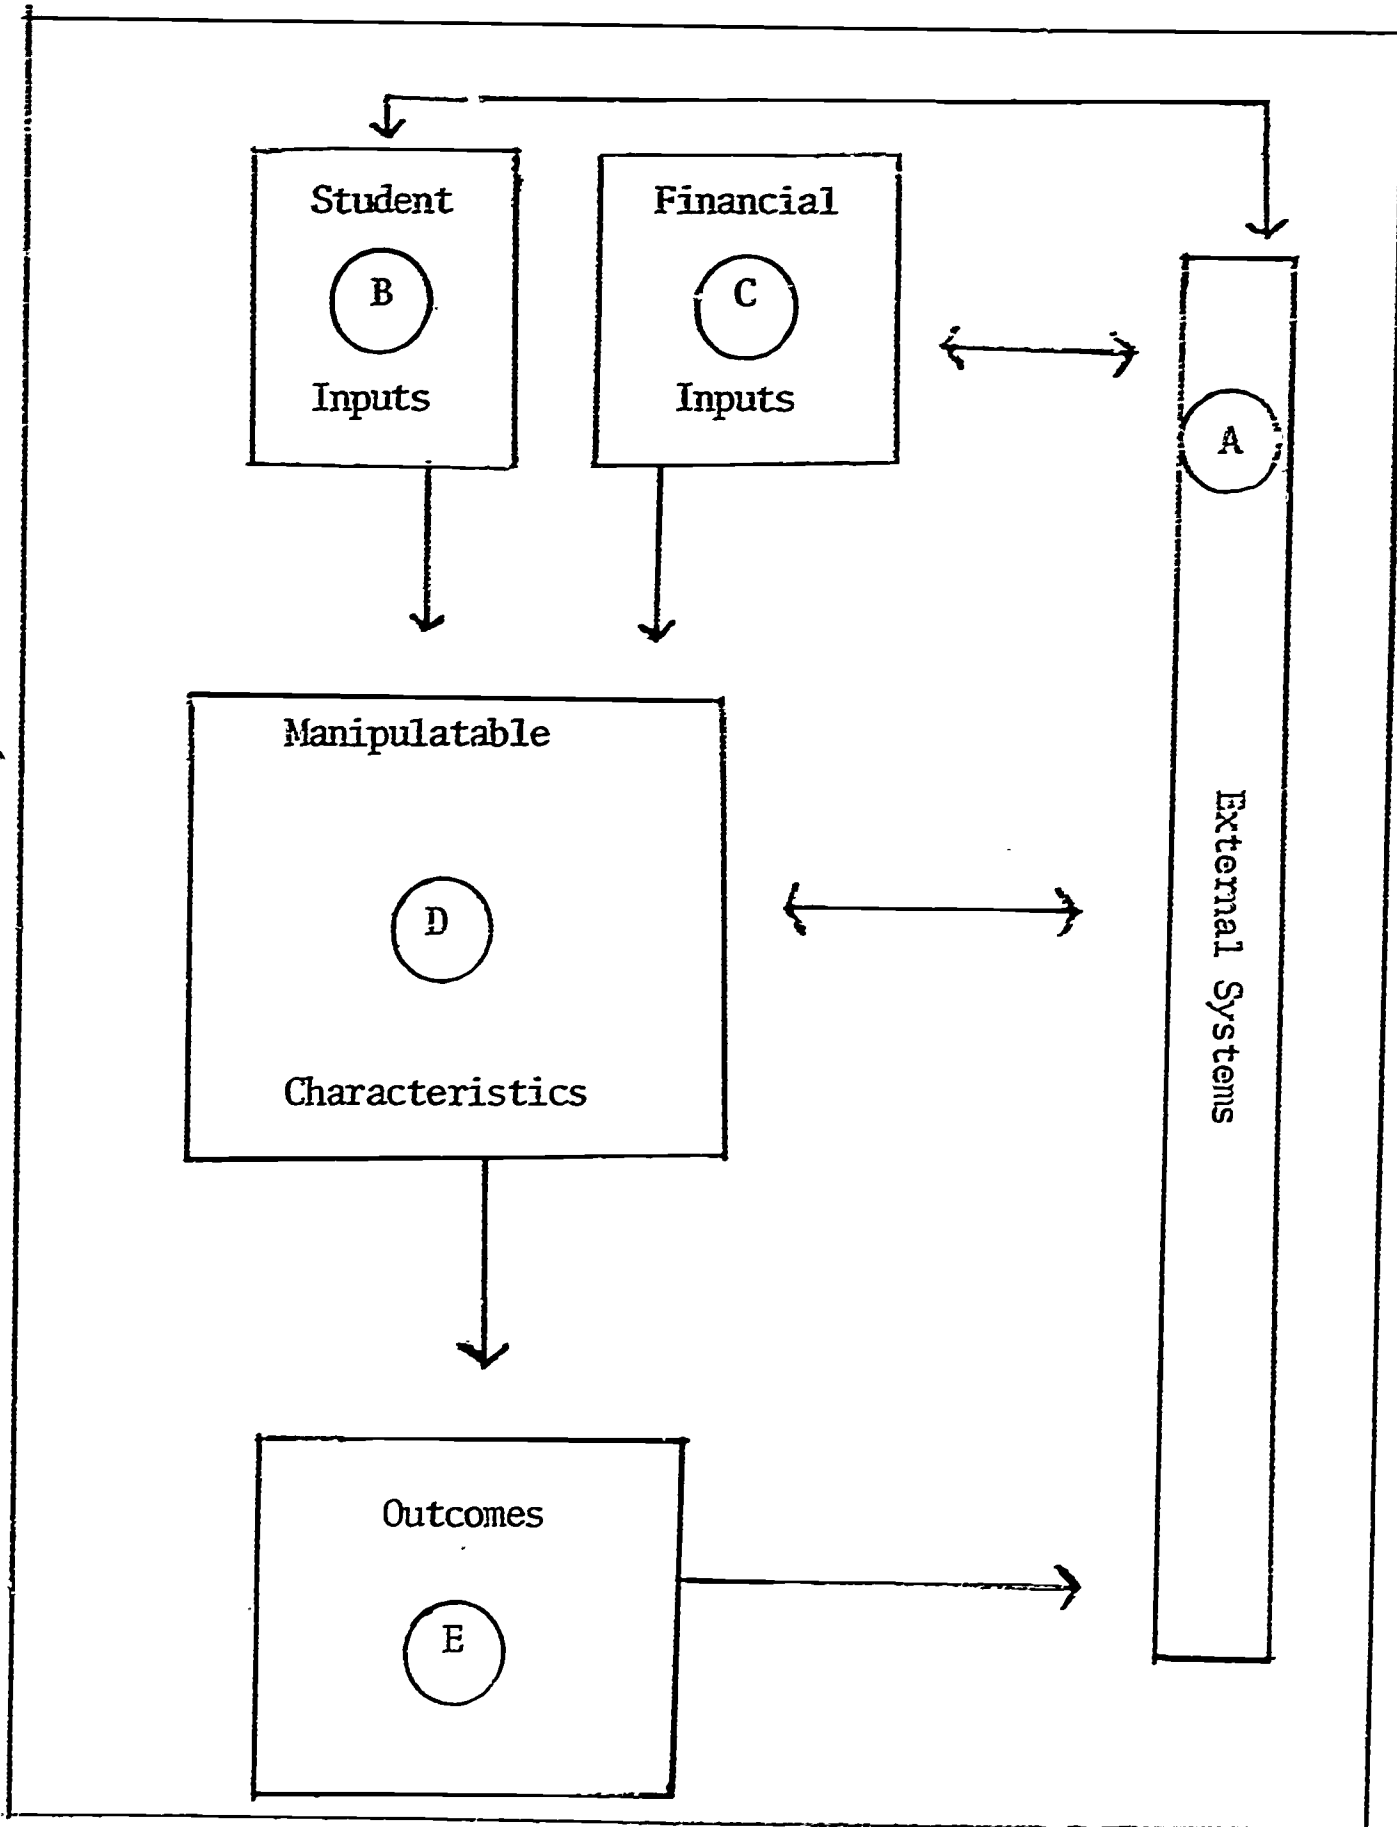 Student
B
Inputs
Financial
C
Inputs
A
External Systems
Manipulatable
D
Characteristics
Outcomes
E